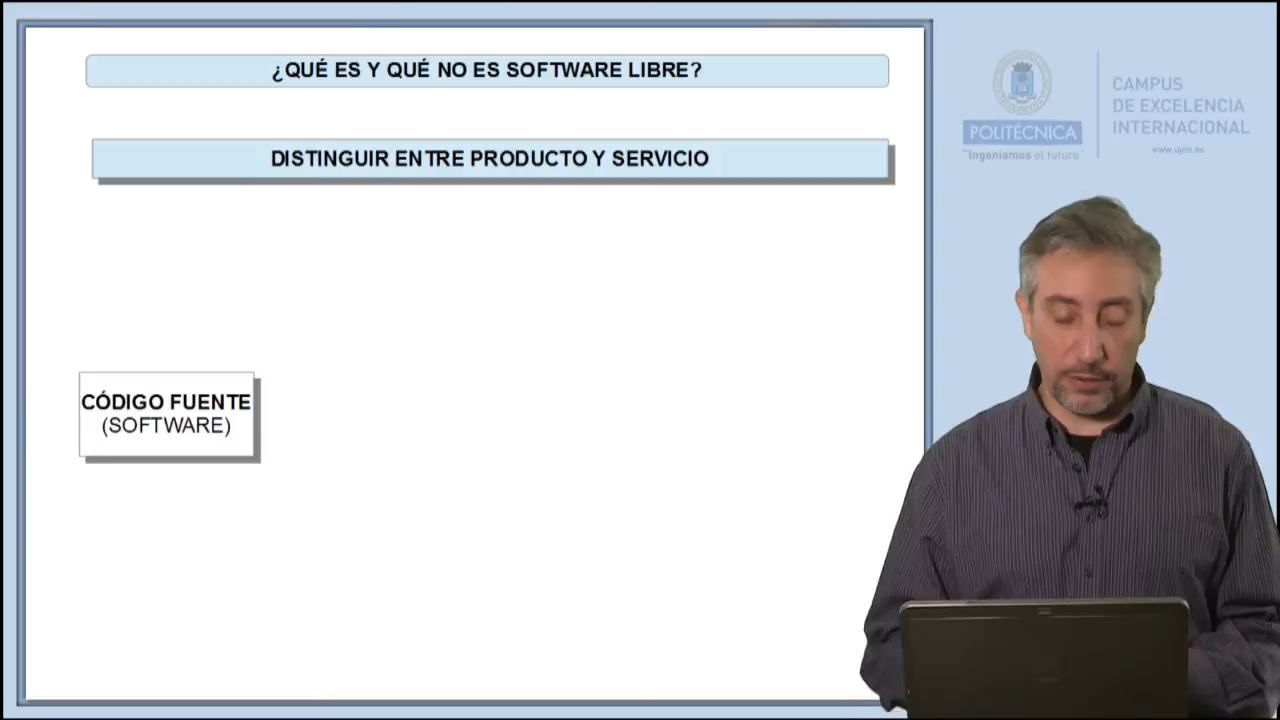 ¿QUÉ ES Y QUÉ NO ES SOFTWARE LIBRE?
DISTINGUIR ENTRE PRODUCTO Y SERVICIO
CÓDIGO FUENTE
(SOFTWARE)
POLITÉCNICA
"Ingeniamos el futuro"
CAMPUS
DE EXCELENCIA
INTERNACIONAL
www.upm.es